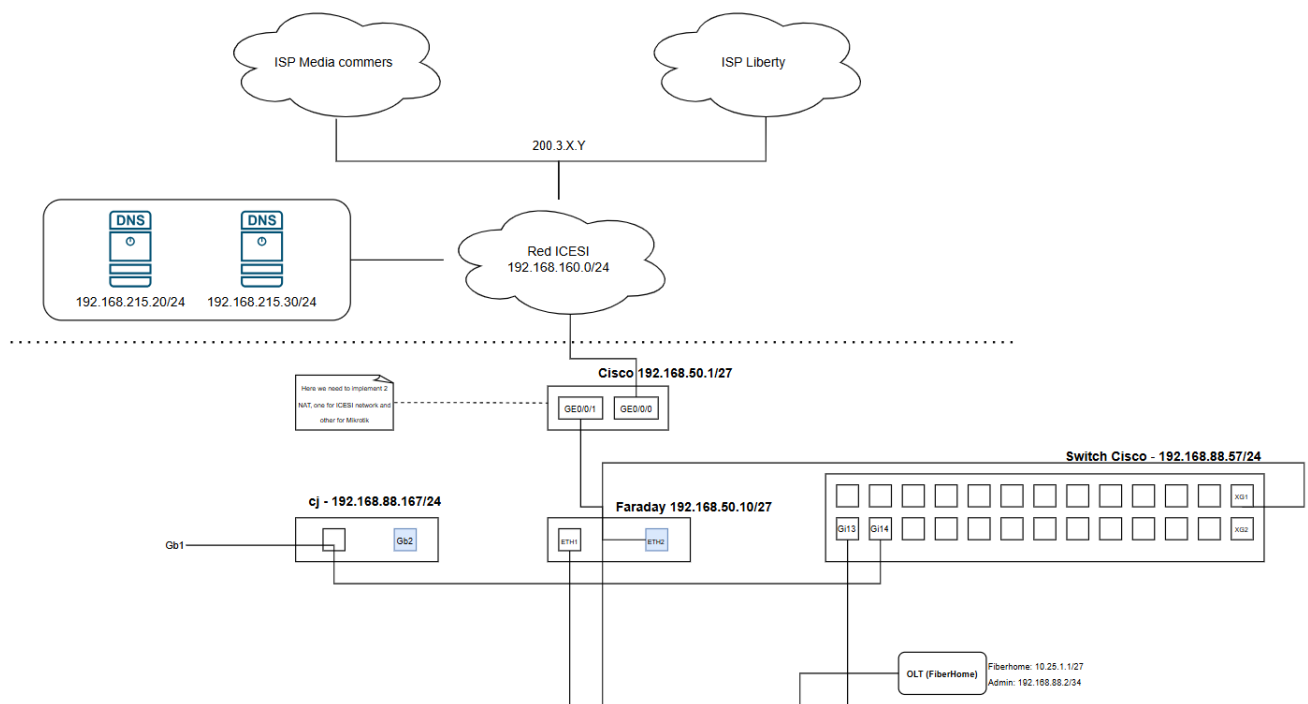 ISP Media commers
ISP Liberty
200.3.X.Y
DNS
DNS
192.168.215.20/24
192.168.215.30/24
Red ICESI
192.168.160.0/24
Cisco 192.168.50.1/27
Here we need to implement 2
NAT, one for ICESI network and
other for Mikrotik
GE0/0/1
GE0/0/0
Switch Cisco - 192.168.88.57/24
XG1
Gi13
Gi14
XG2
cj - 192.168.88.167/24
Gb1
Gb2
Faraday 192.168.50.10/27
ETH1
ETH2
OLT (FiberHome)
Fiberhome: 10.25.1.1/27
Admin: 192.168.88.2/34